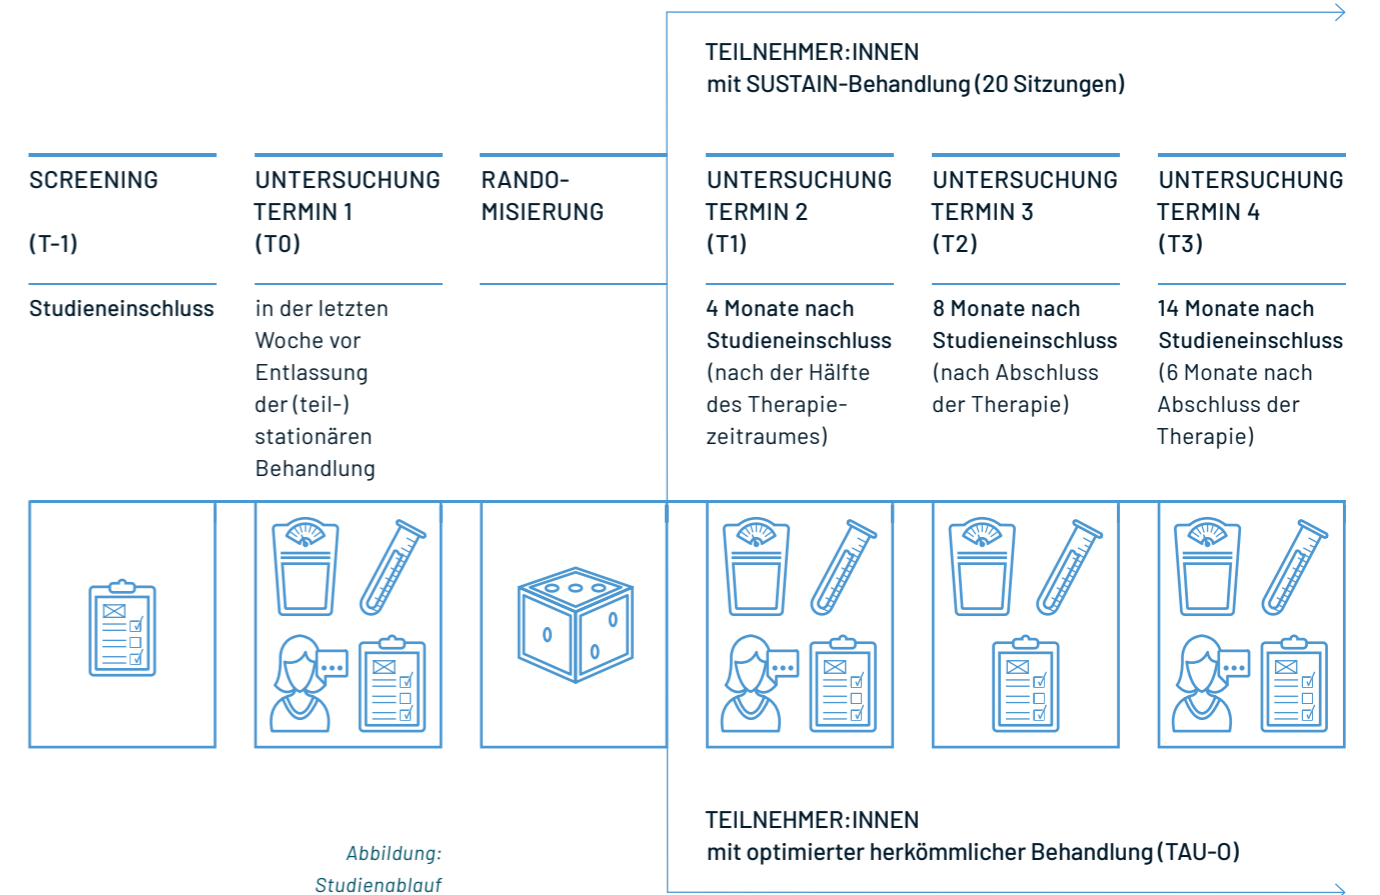 TEILNEHMER:INNEN
mit SUSTAIN-Behandlung (20 Sitzungen)
SCREENING
(T-1)
Studieneinschluss
UNTERSUCHUNG
TERMIN 1
(T0)
in der letzten
Woche vor
Entlassung
der (teil-)
stationären
Behandlung
RANDO-
MISIERUNG
UNTERSUCHUNG
TERMIN 2
(T1)
4 Monate nach
Studieneinschluss
(nach der Hälfte
des Therapie-
zeitraumes)
UNTERSUCHUNG
TERMIN 3
(T2)
8 Monate nach
Studieneinschluss
(nach Abschluss
der Therapie)
UNTERSUCHUNG
TERMIN 4
(T3)
14 Monate nach
Studieneinschluss
(6 Monate nach
Abschluss der
Therapie)
TEILNEHMER:INNEN
mit optimierter herkömmlicher Behandlung (TAU-O)
Abbildung:
Studienablauf